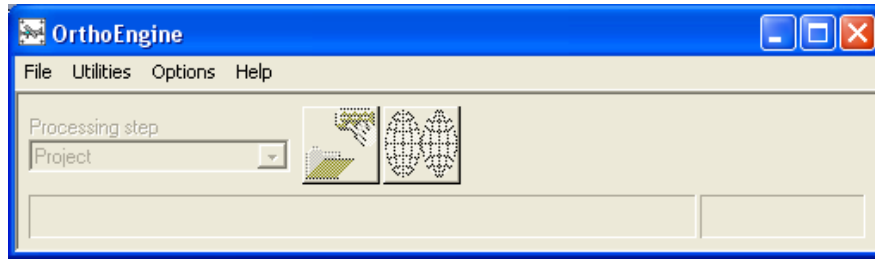 OrthoEngine
File Utilities Options Help
Processing step
Project